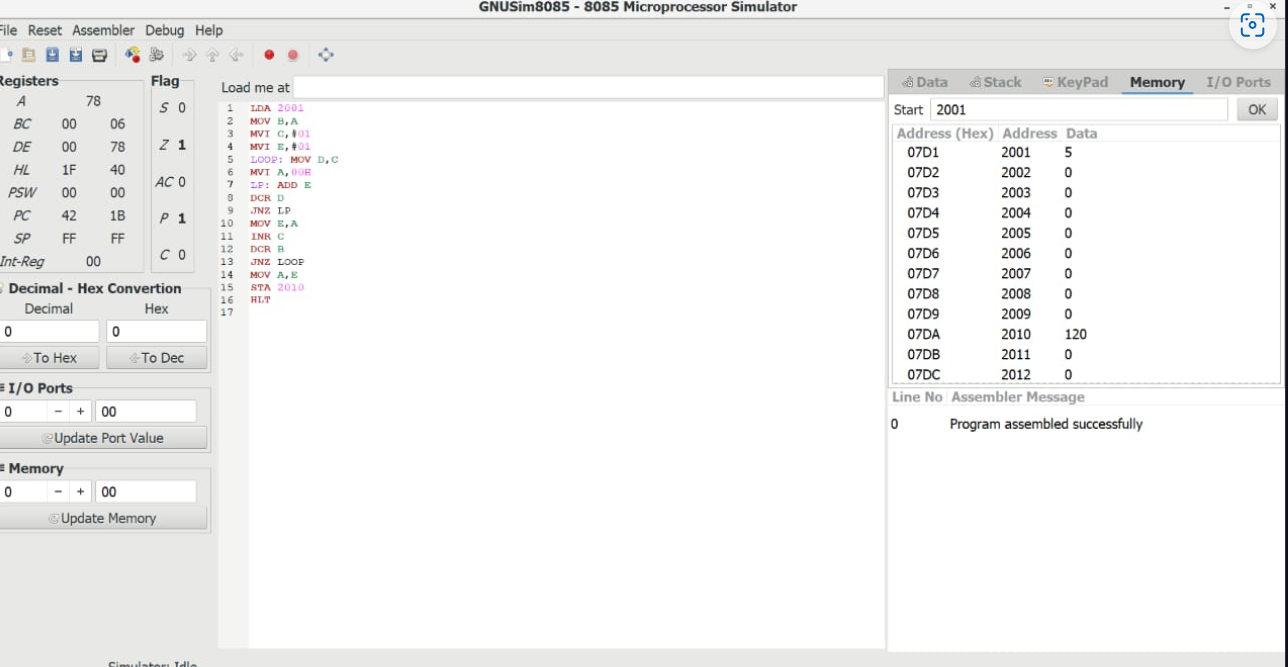 GNUSim8085 - 8085 Microprocessor Simulator
File Reset Assembler Debug Help
Registers
A 78
BC 00 06
DE 00 78
HL 1F 40
PSW 00 00
PC 42 1B
SP FF FF
Int-Reg 00
Flag
S 0
Z 1
AC 0
P 1
C 0
Decimal - Hex Convertion
Decimal Hex
0 0
To Hex To Dec
I/O Ports
0 - + 00
Update Port Value
Memory
0 - + 00
Update Memory
Load me at
1 LDA 2001
2 MOV B,A
3 MVI C,#01
4 MVI E,#01
5 LOOP: MOV D,C
6 MVI A,00H
7 LP: ADD E
8 DCR D
9 JNZ LP
10 MOV E,A
11 INR C
12 DCR B
13 JNZ LOOP
14 MOV A,E
15 STA 2010
16 HLT
17
Data Stack KeyPad Memory I/O Ports
Start 2001 OK
Address (Hex) Address Data
07D1 2001 5
07D2 2002 0
07D3 2003 0
07D4 2004 0
07D5 2005 0
07D6 2006 0
07D7 2007 0
07D8 2008 0
07D9 2009 0
07DA 2010 120
07DB 2011 0
07DC 2012 0
Line No Assembler Message
0 Program assembled successfully
Simulator: Idle